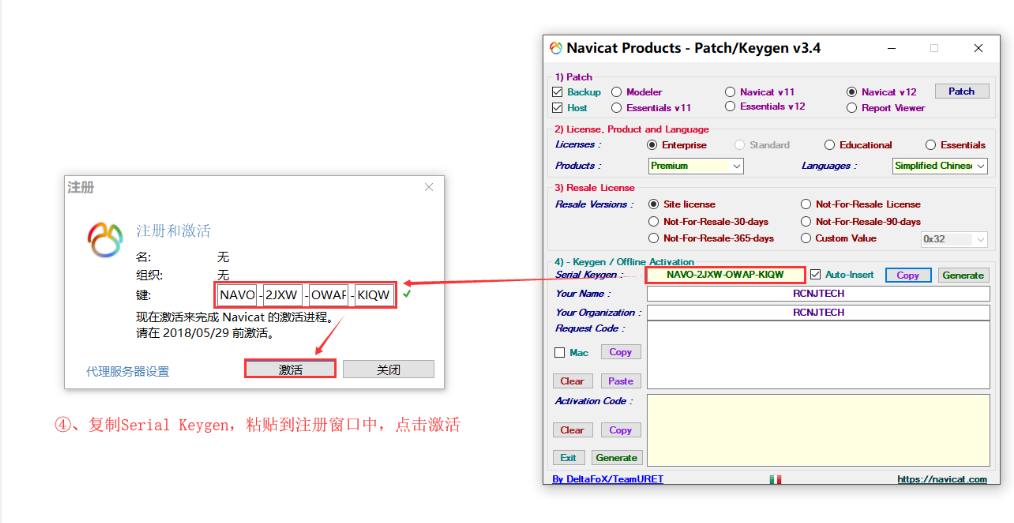 Navicat Products - Patch/Keygen v3.4
1) Patch
Backup Modeler Navicat v11 Navicat v12 Patch
Host Essentials v11 Essentials v12 Report Viewer
2) License, Product and Language
Licenses : Enterprise Standard Educational Essentials
Products : Premium Languages : Simplified Chines
3) Resale License
Resale Versions : Site license Not-For-Resale License
Not-For-Resale-30-days Not-For-Resale-90-days
Not-For-Resale-365-days Custom Value 0x32
4) - Keygen / Offline Activation
Serial Keygen : NAVO-2JXW-OWAP-KIQW Auto-Insert Copy Generate
Your Name : RCNJTECH
Your Organization : RCNJTECH
Request Code :
Mac Copy
Clear Paste
Activation Code :
Clear Copy
Exit Generate
By DeltaFoX/TeamURET https://navicat.com
注册
注册和激活
名: 无
组织: 无
键: NAVO - 2JXW - OWAP - KIQW
现在激活来完成 Navicat 的激活进程。
请在 2018/05/29 前激活。
代理服务器设置 激活 关闭
④、复制Serial Keygen，粘贴到注册窗口中，点击激活